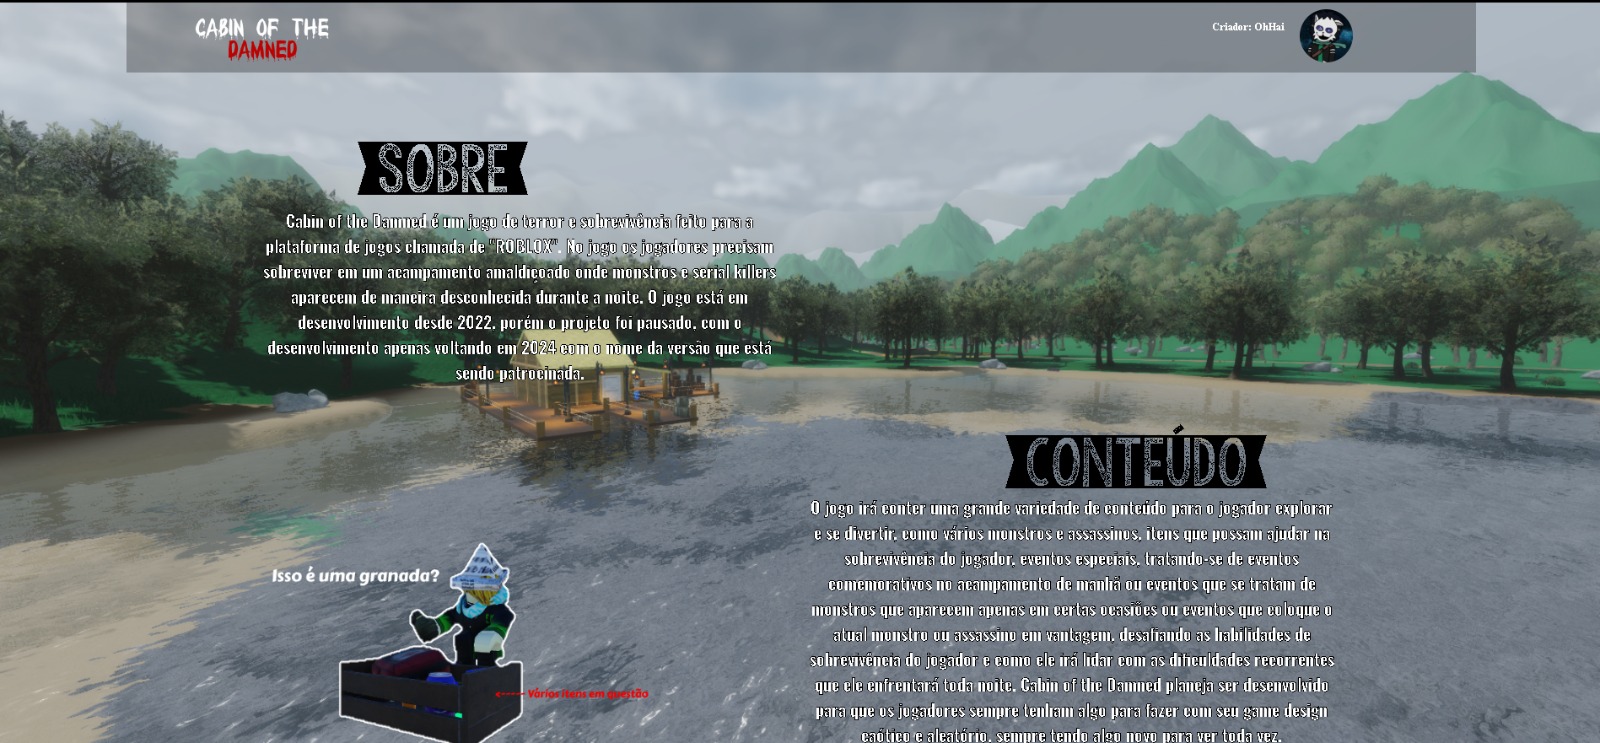 CABIN OF THE
DAMNED
Criador: OhHai
SOBRE
Cabin of the Damned é um jogo de terror e sobrevivência feito para a
plataforma de jogos chamada de "ROBLOX". No jogo os jogadores precisam
sobreviver em um acampamento amaldiçoado onde monstros e serial killers
aparecem de maneira desconhecida durante a noite. O jogo está em
desenvolvimento desde 2022, porém o projeto foi pausado, com o
desenvolvimento apenas voltando em 2024 com o nome da versão que está
sendo patrocinada.
CONTEÚDO
O jogo irá conter uma grande variedade de conteúdo para o jogador explorar
e se divertir, como vários monstros e assassinos, itens que possam ajudar na
sobrevivência do jogador, eventos especiais, tratando-se de eventos
comemorativos no acampamento de manhã ou eventos que se tratam de
monstros que aparecem apenas em certas ocasiões ou eventos que coloque o
atual monstro ou assassino em vantagem, desafiando as habilidades de
sobrevivência do jogador e como ele irá lidar com as dificuldades recorrentes
que ele enfrentará toda noite. Cabin of the Damned planeja ser desenvolvido
para que os jogadores sempre tenham algo para fazer com seu game design
caótico e aleatório, sempre tendo algo novo para ver toda vez.
Isso é uma granada?
Vários itens em questão